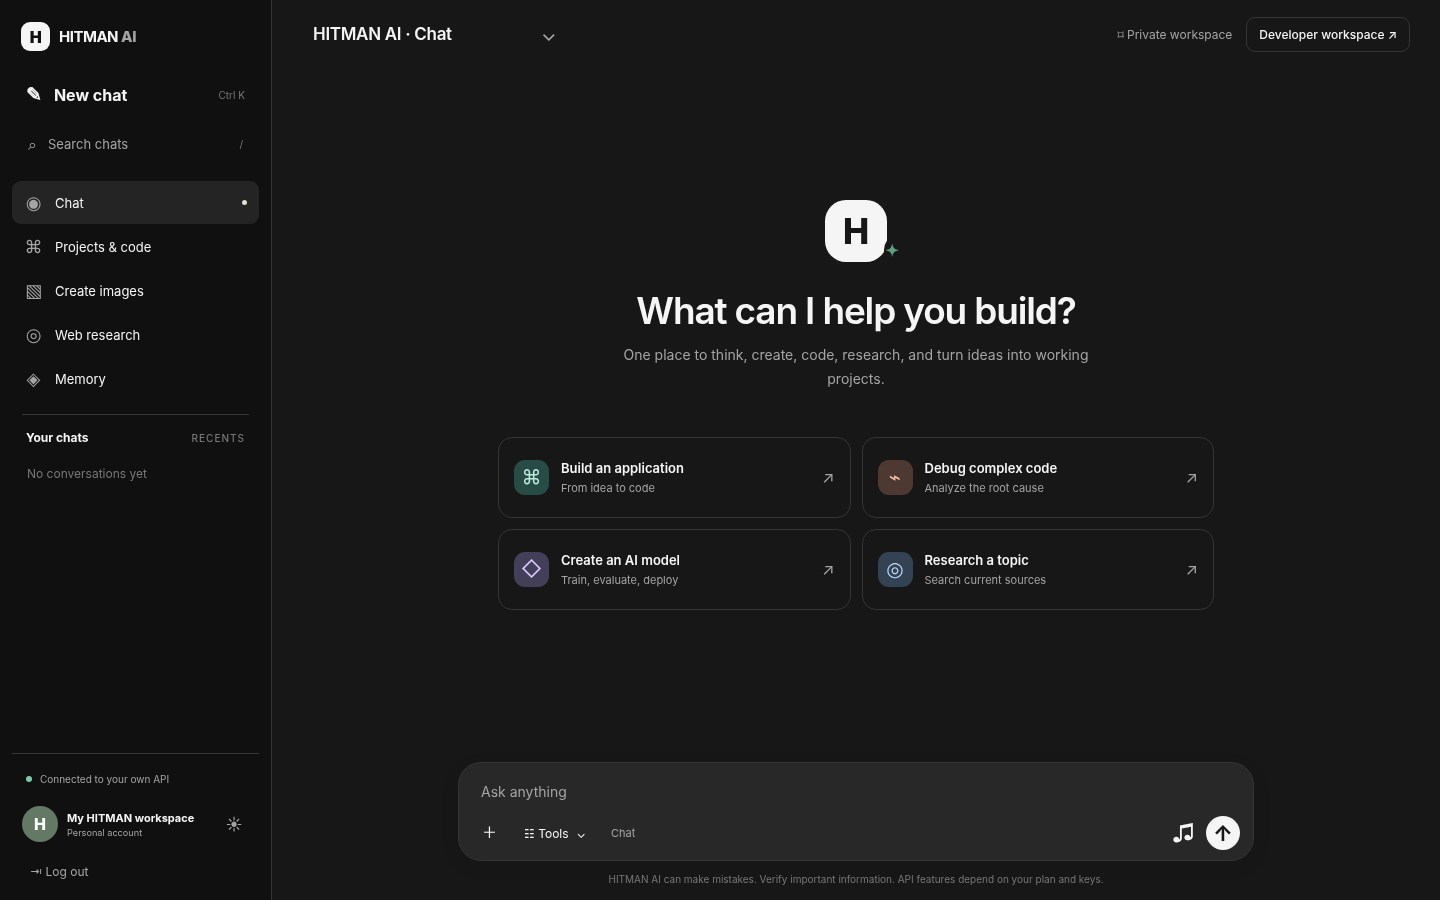 H HITMAN AI
New chat Ctrl K
Search chats /
Chat
Projects & code
Create images
Web research
Memory
Your chats RECENTS
No conversations yet
Connected to your own API
H My HITMAN workspace
Personal account
Log out
HITMAN AI · Chat
Private workspace
Developer workspace ↗
H
What can I help you build?
One place to think, create, code, research, and turn ideas into working
projects.
Build an application
From idea to code
Debug complex code
Analyze the root cause
Create an AI model
Train, evaluate, deploy
Research a topic
Search current sources
Ask anything
+ Tools Chat
HITMAN AI can make mistakes. Verify important information. API features depend on your plan and keys.